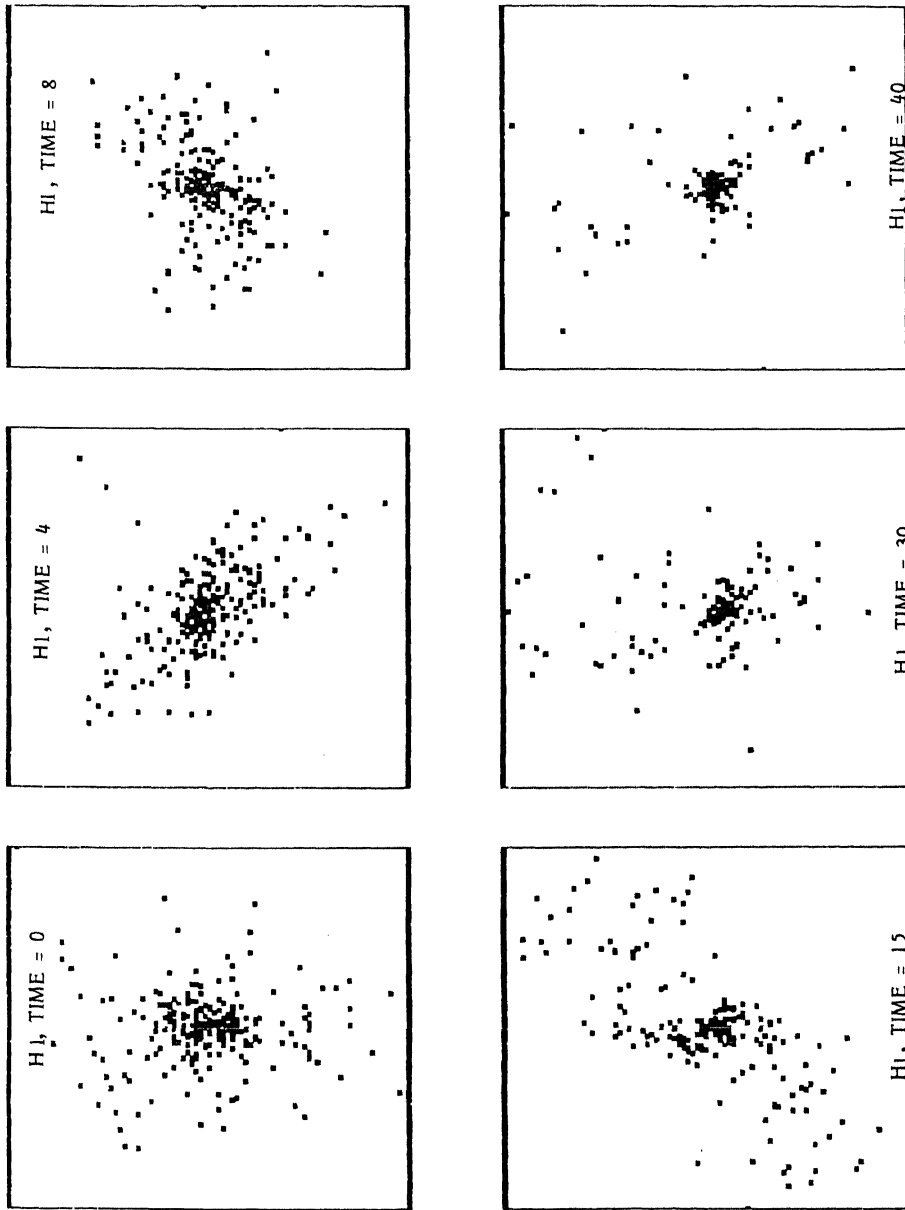 H1, TIME = 0
H1, TIME = 4
H1, TIME = 8
H1, TIME = 15
H1, TIME = 30
H1, TIME = 40